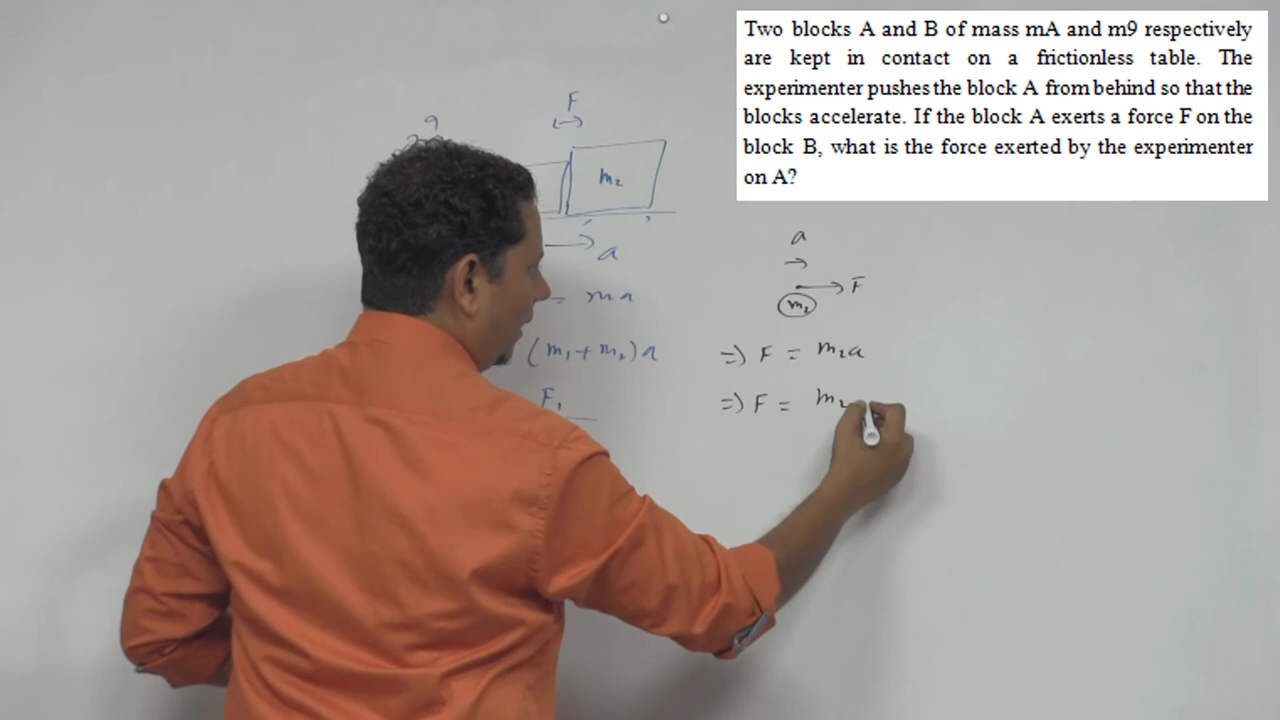 Two blocks A and B of mass mA and m9 respectively
are kept in contact on a frictionless table. The
experimenter pushes the block A from behind so that the
blocks accelerate. If the block A exerts a force F on the
block B, what is the force exerted by the experimenter
on A?
F
m₂
a
a
= ma
F
m₂
(m₁+m₂)a
⇒ F = m₂a
F₁
⇒ F = m₂